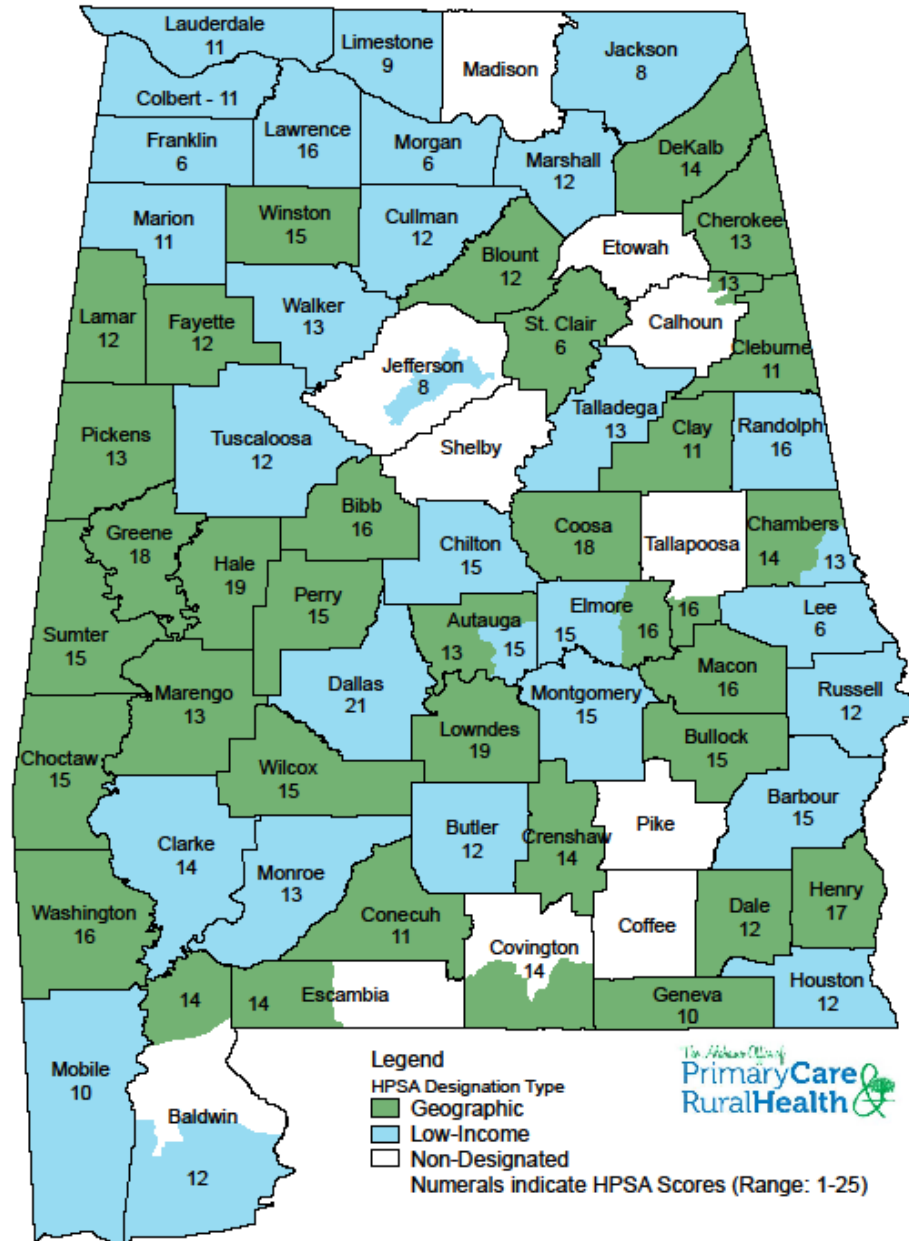 Lauderdale
11
Limestone
9
Madison
Jackson
8
Colbert - 11
Lawrence
16
Franklin
6
Morgan
6
Marshall
12
DeKalb
14
Marion
11
Winston
15
Cullman
12
Cherokee
13
Etowah
Blount
12
13
Lamar
12
Fayette
12
Walker
13
St. Clair
6
Calhoun
Cleburne
11
Jefferson
8
Talladega
13
Pickens
13
Tuscaloosa
12
Shelby
Clay
11
Randolph
16
Bibb
16
Greene
18
Hale
19
Chilton
15
Coosa
18
Tallapoosa
Chambers
14
13
Perry
15
Sumter
15
Autauga
13
15
Elmore
15
16
16
Lee
6
Marengo
13
Dallas
21
Montgomery
15
Macon
16
Russell
12
Lowndes
19
Bullock
15
Choctaw
15
Wilcox
15
Barbour
15
Clarke
14
Butler
12
Crenshaw
14
Pike
Monroe
13
Washington
16
Conecuh
11
Covington
14
Coffee
Dale
12
Henry
17
14
14
Escambia
Geneva
10
Houston
12
Mobile
10
Baldwin
12
Legend
HPSA Designation Type
Geographic
Low-Income
Non-Designated
Numerals indicate HPSA Scores (Range: 1-25)
The Alabama Office of
PrimaryCare
RuralHealth &